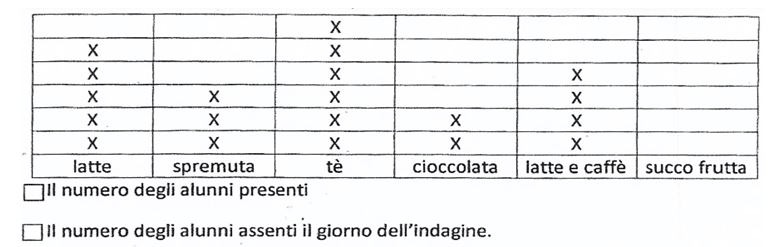 X
X X
X X X
X X X X
X X X X X
X X X X X
latte spremuta tè cioccolata latte e caffè succo frutta
Il numero degli alunni presenti
Il numero degli alunni assenti il giorno dell'indagine.